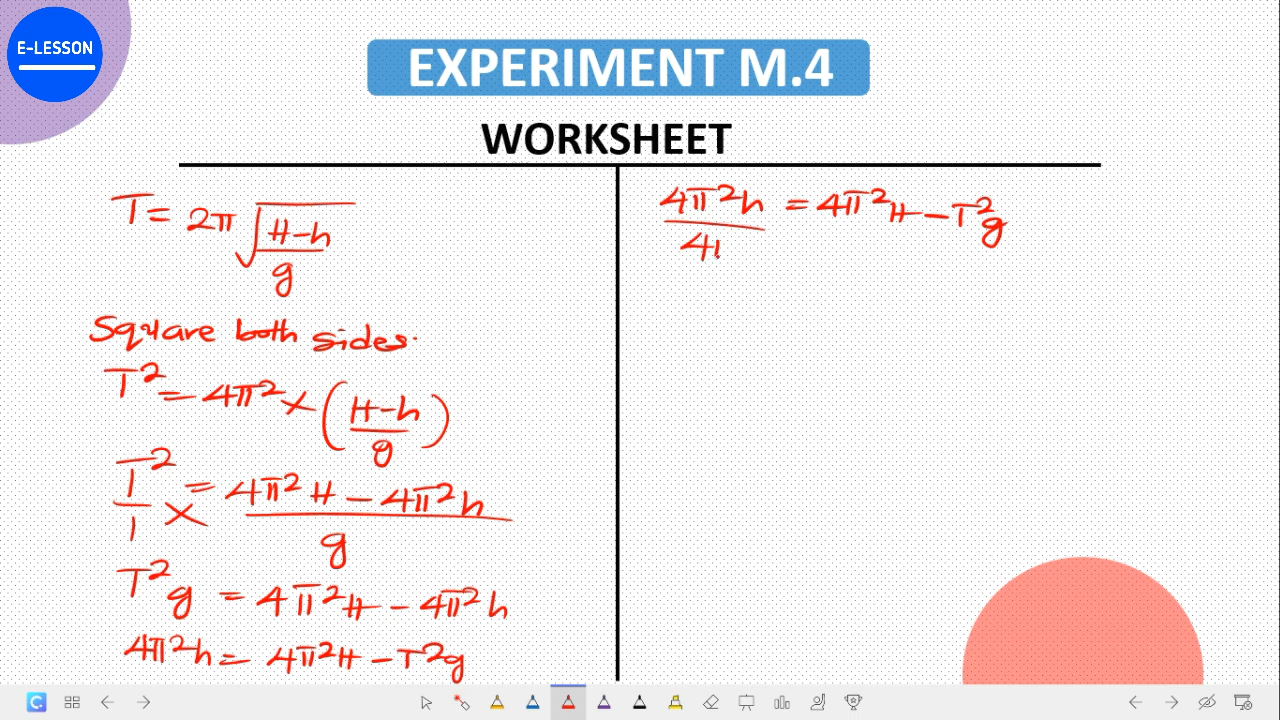 E-LESSON
EXPERIMENT M.4
WORKSHEET
T = 2π√((H-h)/g)
Square both sides.
T² = 4π² × ((H-h)/g)
T²/1 × = (4π²H - 4π²h)/g
T²g = 4π²H - 4π²h
4π²h = 4π²H - T²g
4π²h/4 = 4π²H - T²g